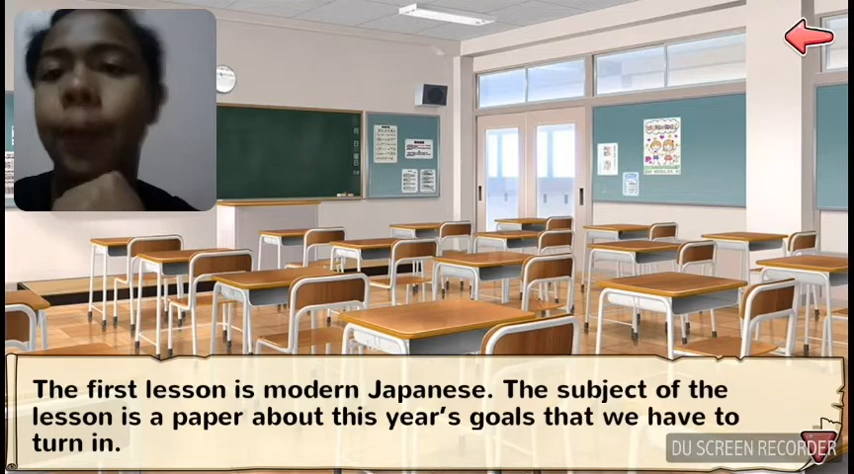 The first lesson is modern Japanese. The subject of the
lesson is a paper about this year's goals that we have to
turn in.
DU SCREEN RECORDER